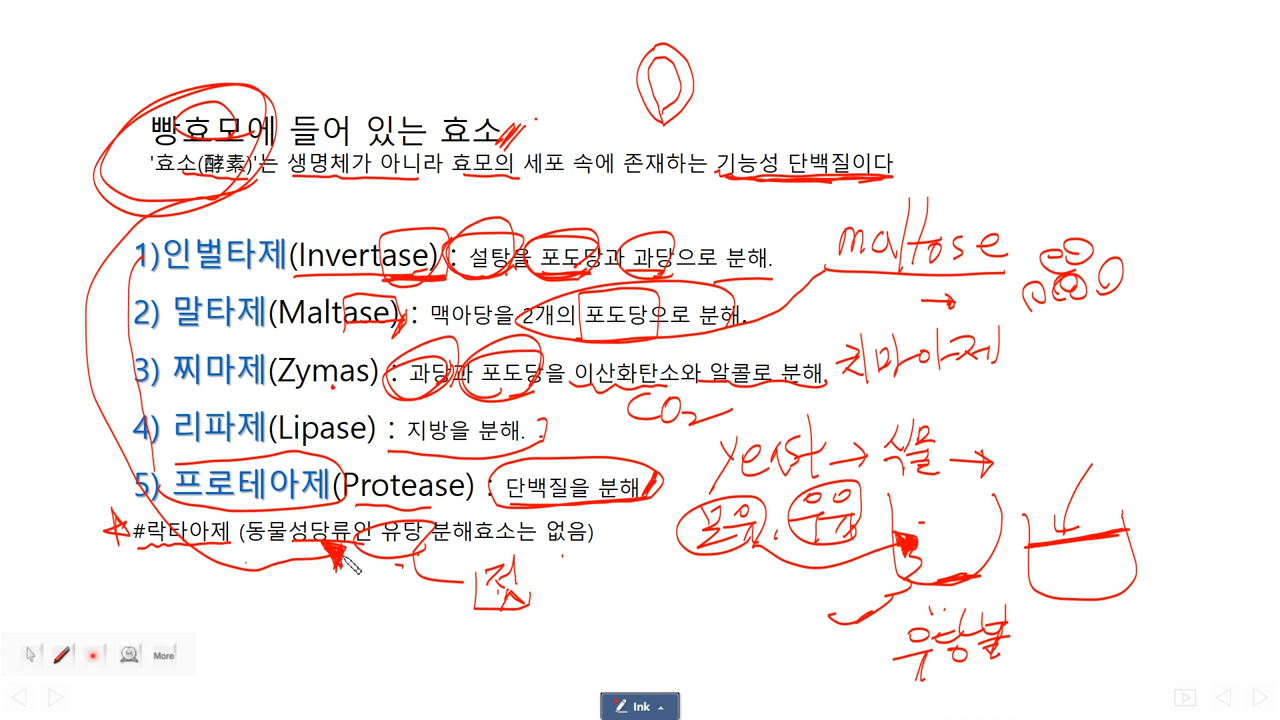 빵효모에 들어 있는 효소
'효소(酵素)'는 생명체가 아니라 효모의 세포 속에 존재하는 기능성 단백질이다
1)인벌타제(Invertase) : 설탕을 포도당과 과당으로 분해.
maltose
2) 말타제(Maltase) : 맥아당을 2개의 포도당으로 분해.
3) 찌마제(Zymas) : 과당과 포도당을 이산화탄소와 알콜로 분해.
치마아제
CO2
4) 리파제(Lipase) : 지방을 분해.
yeast → 식물 →
5) 프로테아제(Protease) : 단백질을 분해
모유, 우유
#락타아제 (동물성당류인 유당 분해효소는 없음)
젖
More
Ink